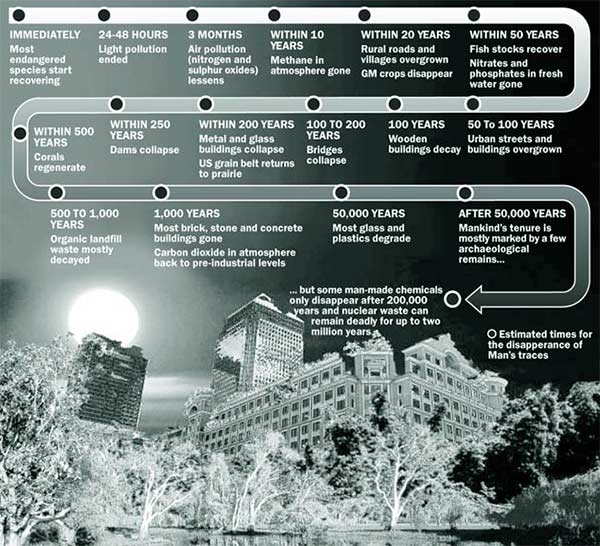 IMMEDIATELY
Most
endangered
species start
recovering
24-48 HOURS
Light pollution
ended
3 MONTHS
Air pollution
(nitrogen and
sulphur oxides)
lessens
WITHIN 10
YEARS
Methane in
atmosphere gone
WITHIN 20 YEARS
Rural roads and
villages overgrown
GM crops disappear
WITHIN 50 YEARS
Fish stocks recover
Nitrates and
phosphates in fresh
water gone
WITHIN 500
YEARS
Corals
regenerate
WITHIN 250
YEARS
Dams collapse
WITHIN 200 YEARS
Metal and glass
buildings collapse
US grain belt returns
to prairie
100 TO 200
YEARS
Bridges
collapse
100 YEARS
Wooden
buildings decay
50 To 100 YEARS
Urban streets and
buildings overgrown
500 TO 1,000
YEARS
Organic landfill
waste mostly
decayed
1,000 YEARS
Most brick, stone and concrete
buildings gone
Carbon dioxide in atmosphere
back to pre-industrial levels
50,000 YEARS
Most glass and
plastics degrade
AFTER 50,000 YEARS
Mankind's tenure is
mostly marked by a few
archaeological
remains...
... but some man-made chemicals
only disappear after 200,000
years and nuclear waste can
remain deadly for up to two
million years
Estimated times for
the disapperance of
Man's traces